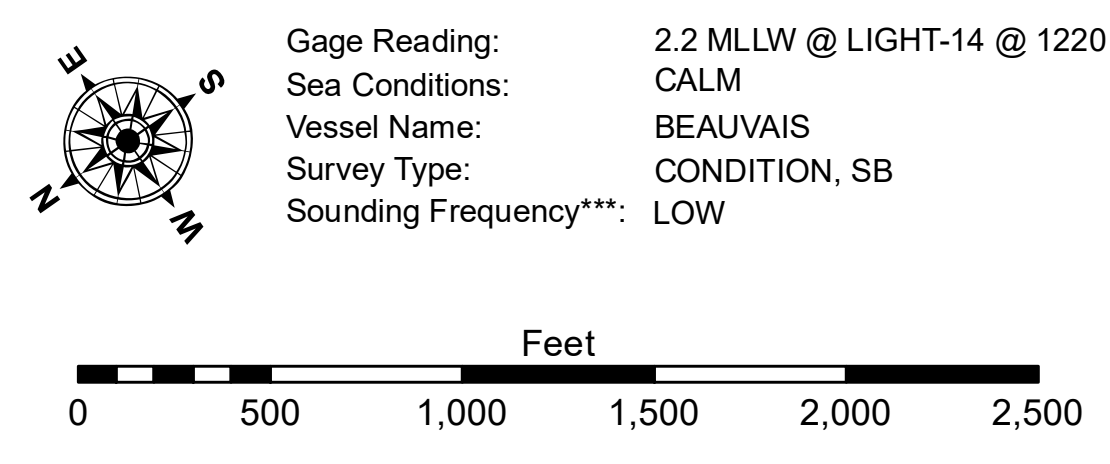 E
S
N
W
Gage Reading: 2.2 MLLW @ LIGHT-14 @ 1220
Sea Conditions: CALM
Vessel Name: BEAUVAIS
Survey Type: CONDITION, SB
Sounding Frequency***: LOW
Feet
0 500 1,000 1,500 2,000 2,500